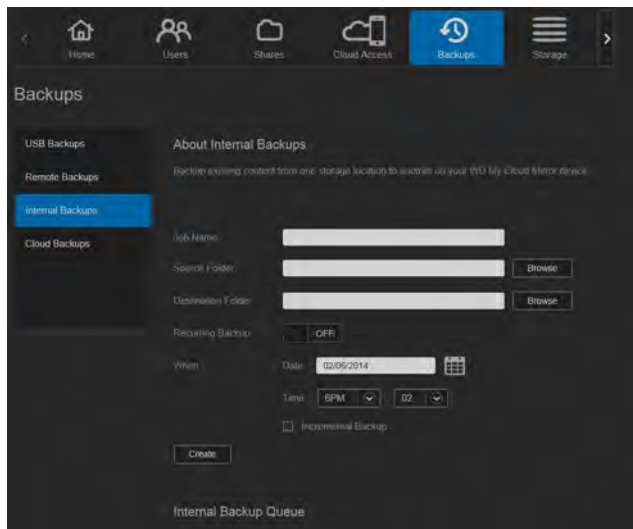 Home Users Shares Cloud Access Backups Storage
Backups
USB Backups
Remote Backups
Internal Backups
Cloud Backups
About Internal Backups
Backup existing content from one storage location to another on your WD My Cloud Mirror device.
Job Name
Source Folder
Browse
Destination Folder
Browse
Recurring Backup OFF
When Date 02/06/2014
Time 6PM 02
Incremental Backup
Create
Internal Backup Queue